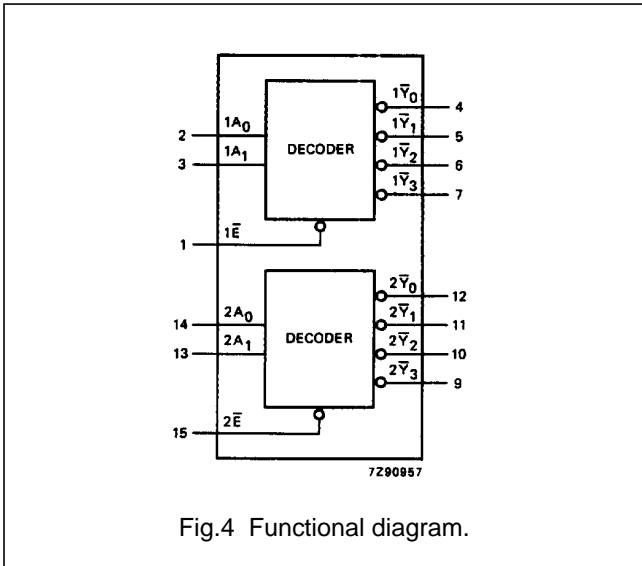 1Y̅0 4
2 1A0 1Y̅1 5
3 1A1 DECODER 1Y̅2 6
1Y̅3 7
1 1E̅
2Y̅0 12
14 2A0 2Y̅1 11
13 2A1 DECODER 2Y̅2 10
2Y̅3 9
15 2E̅
7Z90957
Fig.4 Functional diagram.